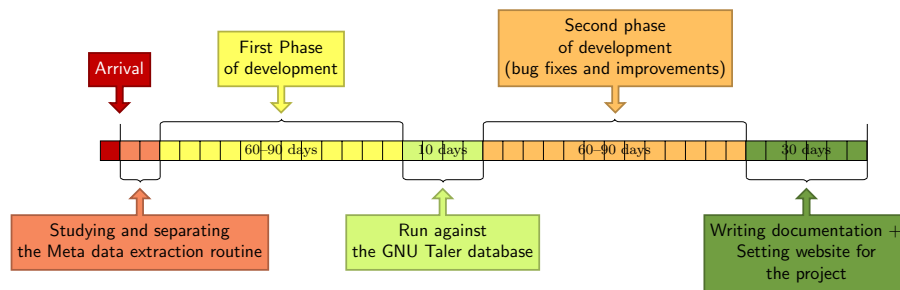 Arrival
First Phase
of development
Second phase
of development
(bug fixes and improvements)
60–90 days
10 days
60–90 days
30 days
Studying and separating
the Meta data extraction routine
Run against
the GNU Taler database
Writing documentation +
Setting website for
the project